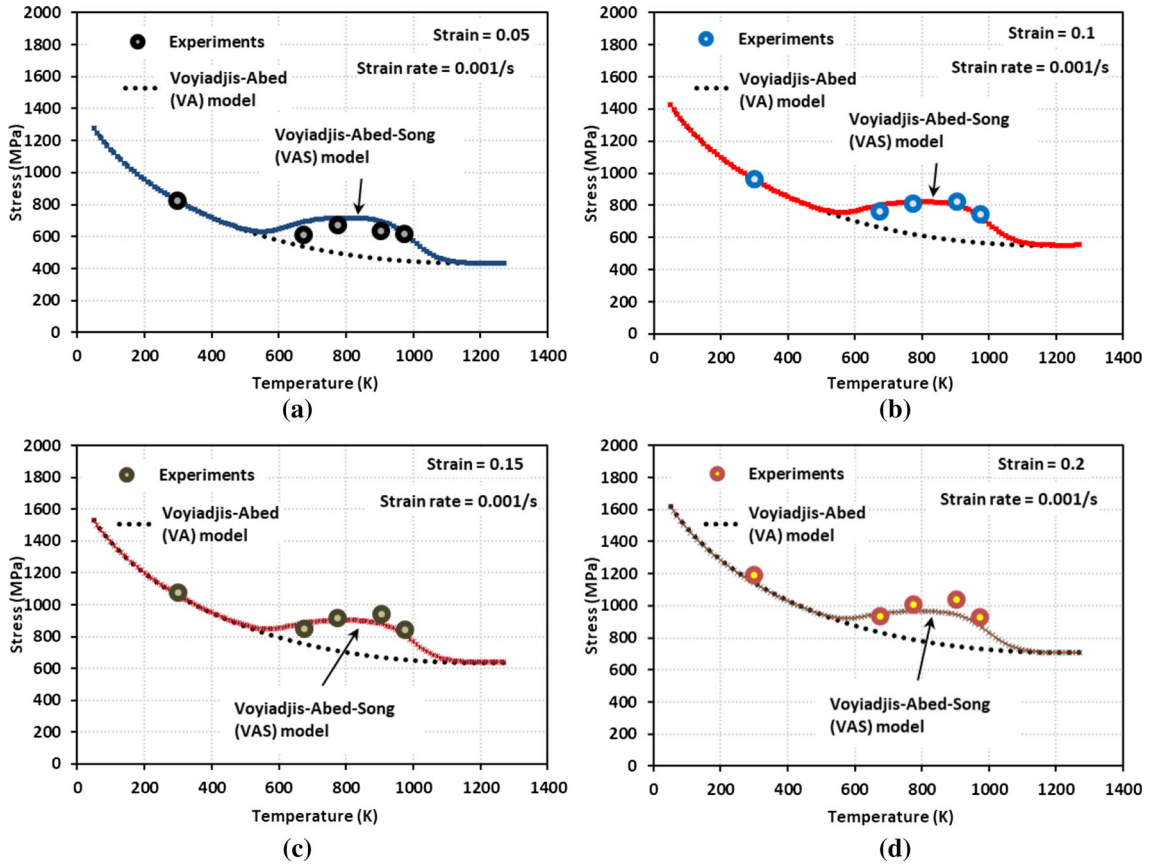 2000
1800
1600
1400
1200
1000
800
600
400
200
0
Stress (MPa)
Experiments
Strain = 0.05
Strain rate = 0.001/s
Voyiadjis-Abed
(VA) model
Voyiadjis-Abed-Song
(VAS) model
0 200 400 600 800 1000 1200 1400
Temperature (K)
(a)
2000
1800
1600
1400
1200
1000
800
600
400
200
0
Stress (MPa)
Experiments
Strain = 0.1
Strain rate = 0.001/s
Voyiadjis-Abed
(VA) model
Voyiadjis-Abed-Song
(VAS) model
0 200 400 600 800 1000 1200 1400
Temperature (K)
(b)
2000
1800
1600
1400
1200
1000
800
600
400
200
0
Stress (MPa)
Experiments
Strain = 0.15
Strain rate = 0.001/s
Voyiadjis-Abed
(VA) model
Voyiadjis-Abed-Song
(VAS) model
0 200 400 600 800 1000 1200 1400
Temperature (K)
(c)
2000
1800
1600
1400
1200
1000
800
600
400
200
0
Stress (MPa)
Experiments
Strain = 0.2
Strain rate = 0.001/s
Voyiadjis-Abed
(VA) model
Voyiadjis-Abed-Song
(VAS) model
0 200 400 600 800 1000 1200 1400
Temperature (K)
(d)